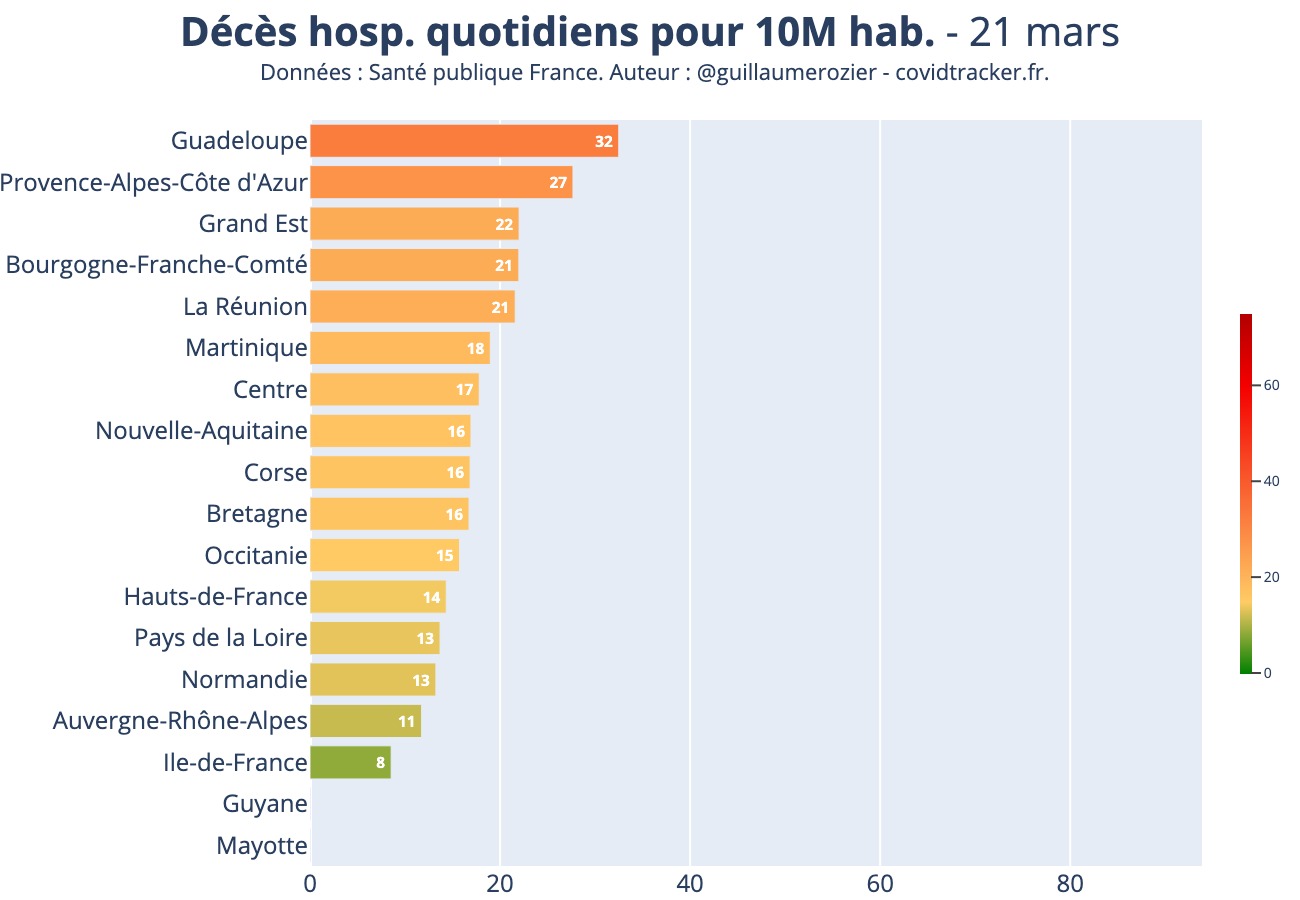 Décès hosp. quotidiens pour 10M hab. - 21 mars
Données : Santé publique France. Auteur : @guillaumerozier - covidtracker.fr.
Guadeloupe 32
Provence-Alpes-Côte d'Azur 27
Grand Est 22
Bourgogne-Franche-Comté 21
La Réunion 21
Martinique 18
Centre 17
Nouvelle-Aquitaine 16
Corse 16
Bretagne 16
Occitanie 15
Hauts-de-France 14
Pays de la Loire 13
Normandie 13
Auvergne-Rhône-Alpes 11
Ile-de-France 8
Guyane
Mayotte
0 20 40 60 80
60
40
20
0